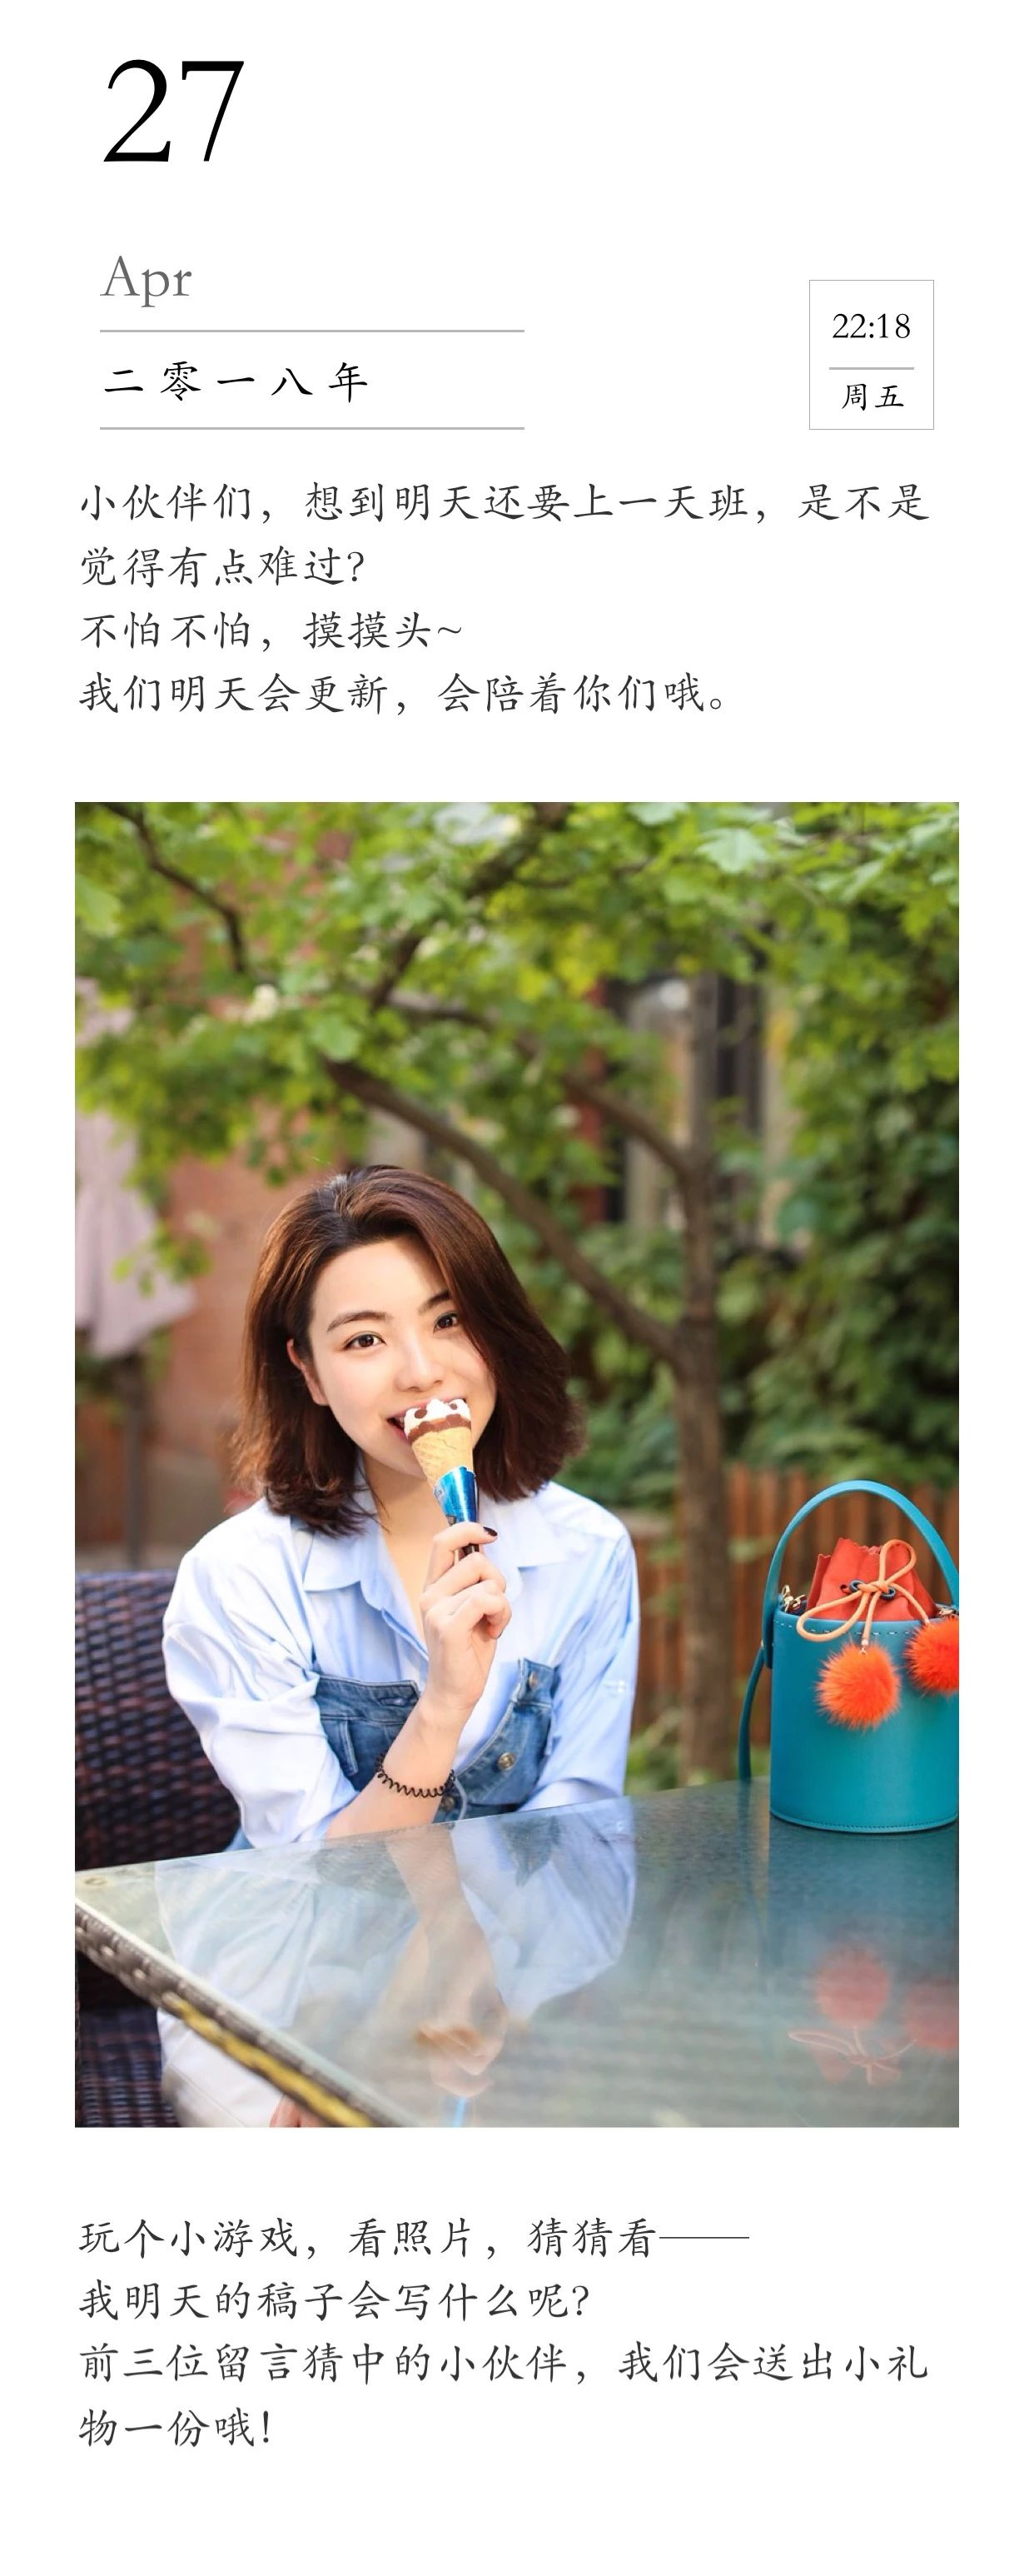 27
Apr
二零一八年
22:18
周五
小伙伴们，想到明天还要上一天班，是不是
觉得有点难过?
不怕不怕，摸摸头~
我们明天会更新，会陪着你们哦。
玩个小游戏，看照片，猜猜看——
我明天的稿子会写什么呢?
前三位留言猜中的小伙伴，我们会送出小礼
物一份哦!